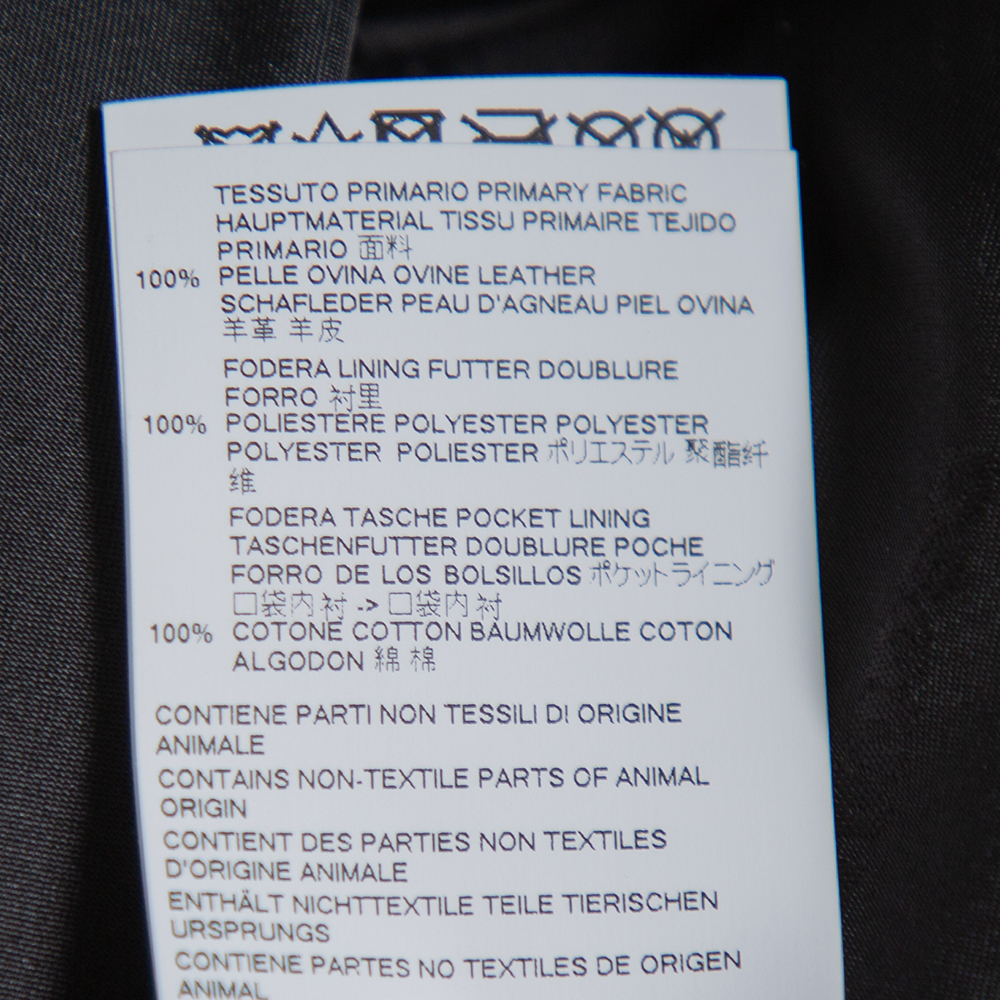 TESSUTO PRIMARIO PRIMARY FABRIC
HAUPTMATERIAL TISSU PRIMAIRE TEJIDO
PRIMARIO 面料
100% PELLE OVINA OVINE LEATHER
SCHAFLEDER PEAU D'AGNEAU PIEL OVINA
羊革 羊皮
FODERA LINING FUTTER DOUBLURE
FORRO 衬里
100% POLIESTERE POLYESTER POLYESTER
POLYESTER POLIESTER ポリエステル 聚酯纤
维
FODERA TASCHE POCKET LINING
TASCHENFUTTER DOUBLURE POCHE
FORRO DE LOS BOLSILLOS ポケットライニング
口袋内衬 -> 口袋内衬
100% COTONE COTTON BAUMWOLLE COTON
ALGODON 綿 棉
CONTIENE PARTI NON TESSILI DI ORIGINE
ANIMALE
CONTAINS NON-TEXTILE PARTS OF ANIMAL
ORIGIN
CONTIENT DES PARTIES NON TEXTILES
D'ORIGINE ANIMALE
ENTHÄLT NICHTTEXTILE TEILE TIERISCHEN
URSPRUNGS
CONTIENE PARTES NO TEXTILES DE ORIGEN
ANIMAL